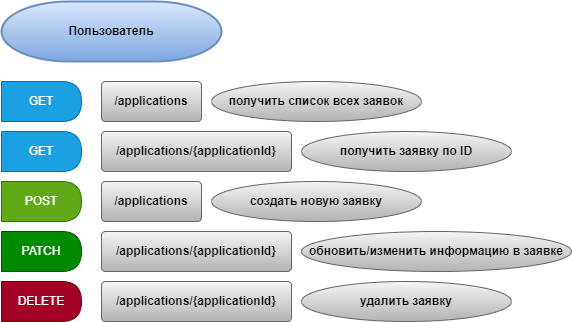 Пользователь
GET /applications получить список всех заявок
GET /applications/{applicationId} получить заявку по ID
POST /applications создать новую заявку
PATCH /applications/{applicationId} обновить/изменить информацию в заявке
DELETE /applications/{applicationId} удалить заявку